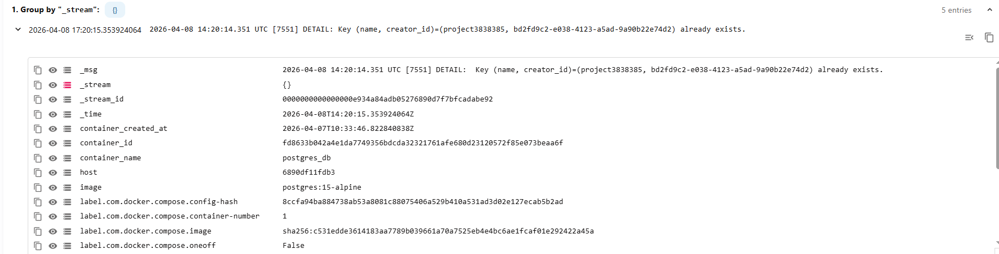 1. Group by "_stream": {} 5 entries
2026-04-08 17:20:15.353924064 2026-04-08 14:20:14.351 UTC [7551] DETAIL: Key (name, creator_id)=(project3838385, bd2fd9c2-e038-4123-a5ad-9a90b22e74d2) already exists.
_msg 2026-04-08 14:20:14.351 UTC [7551] DETAIL:  Key (name, creator_id)=(project3838385, bd2fd9c2-e038-4123-a5ad-9a90b22e74d2) already exists.
_stream {}
_stream_id 0000000000000000e934a84adb05276890d7f7bfcadabe92
_time 2026-04-08T14:20:15.353924064Z
container_created_at 2026-04-07T10:33:46.822840838Z
container_id fd8633b042a4e1da7749356bdcda32321761afe680d23120572f85e073beaa6f
container_name postgres_db
host 6890df11fdb3
image postgres:15-alpine
label.com.docker.compose.config-hash 8ccfa94ba884738ab53a8081c88075406a529b410a531ad3d02e127ecab5b2ad
label.com.docker.compose.container-number 1
label.com.docker.compose.image sha256:c531edde3614183aa7789b039661a70a7525eb4e4bc6ae1fcaf01e292422a45a
label.com.docker.compose.oneoff False